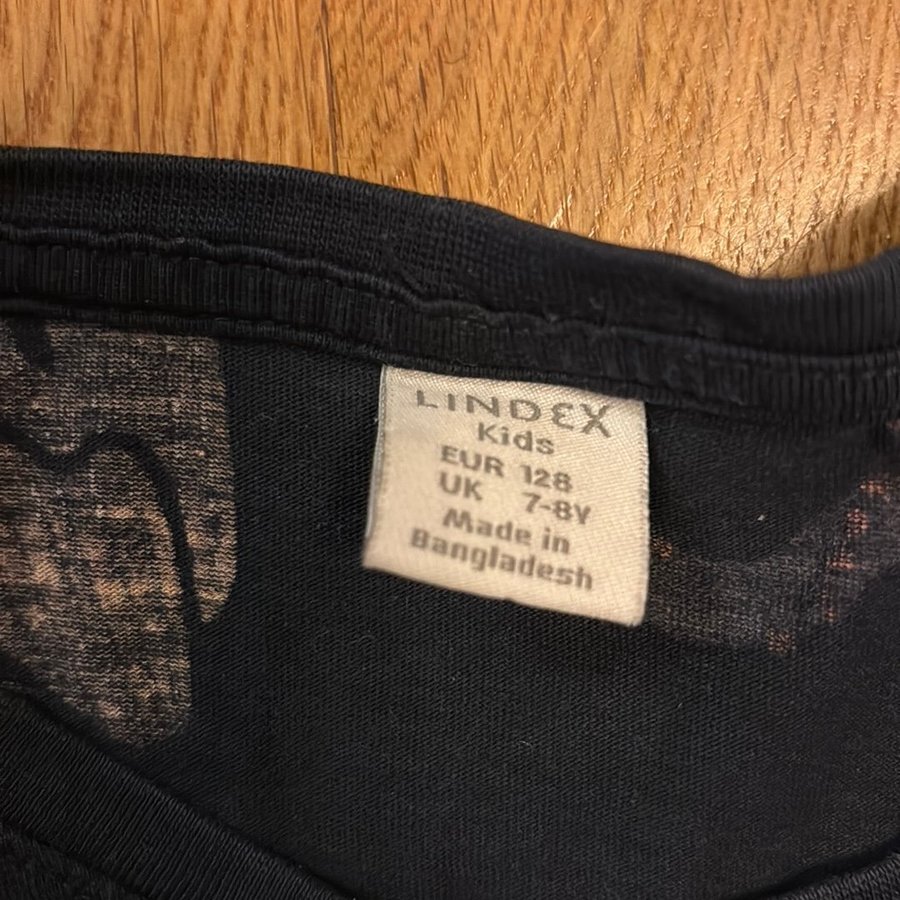 LINDEX
Kids
EUR 128
UK 7-8Y
Made in
Bangladesh